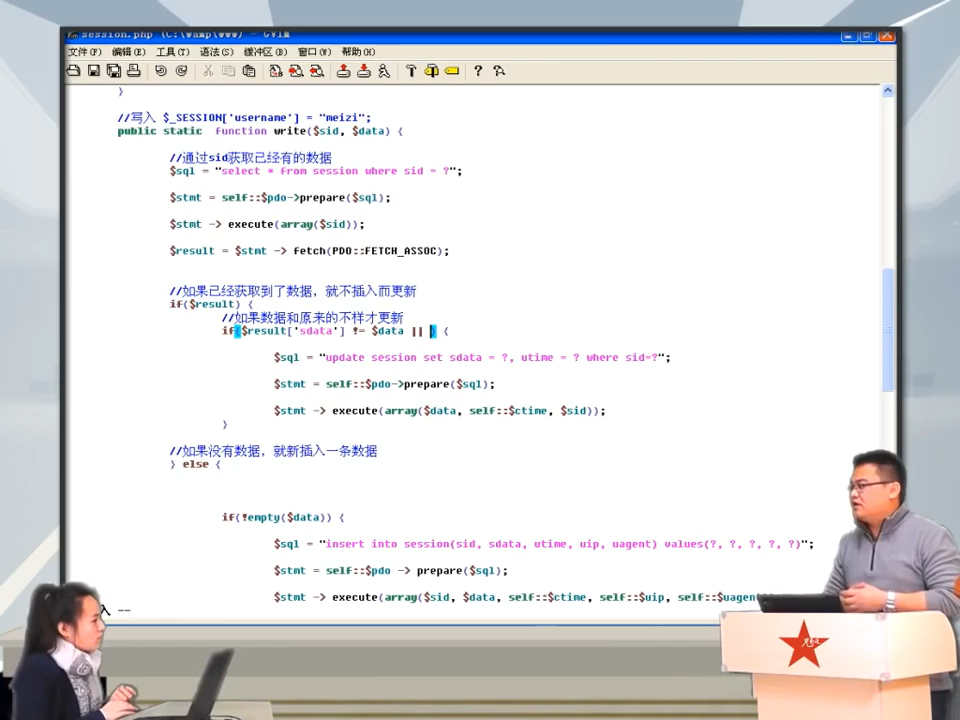 session.php (C:\wamp\www) - GVIM
文件(F) 编辑(E) 工具(T) 语法(S) 缓冲区(B) 窗口(W) 帮助(H)
}
//写入 $_SESSION['username'] = "meizi";
public static function write($sid, $data) {
//通过sid获取已经有的数据
$sql = "select * from session where sid = ?";
$stmt = self::$pdo->prepare($sql);
$stmt -> execute(array($sid));
$result = $stmt -> fetch(PDO::FETCH_ASSOC);
//如果已经获取到了数据，就不插入而更新
if($result) {
//如果数据和原来的不样才更新
if($result['sdata'] != $data || ) {
$sql = "update session set sdata = ?, utime = ? where sid=?";
$stmt = self::$pdo->prepare($sql);
$stmt -> execute(array($data, self::$ctime, $sid));
}
//如果没有数据，就新插入一条数据
} else {
if(!empty($data)) {
$sql = "insert into session(sid, sdata, utime, uip, uagent) values(?, ?, ?, ?, ?)";
$stmt = self::$pdo -> prepare($sql);
$stmt -> execute(array($sid, $data, self::$ctime, self::$uip, self::$uagent
入 --